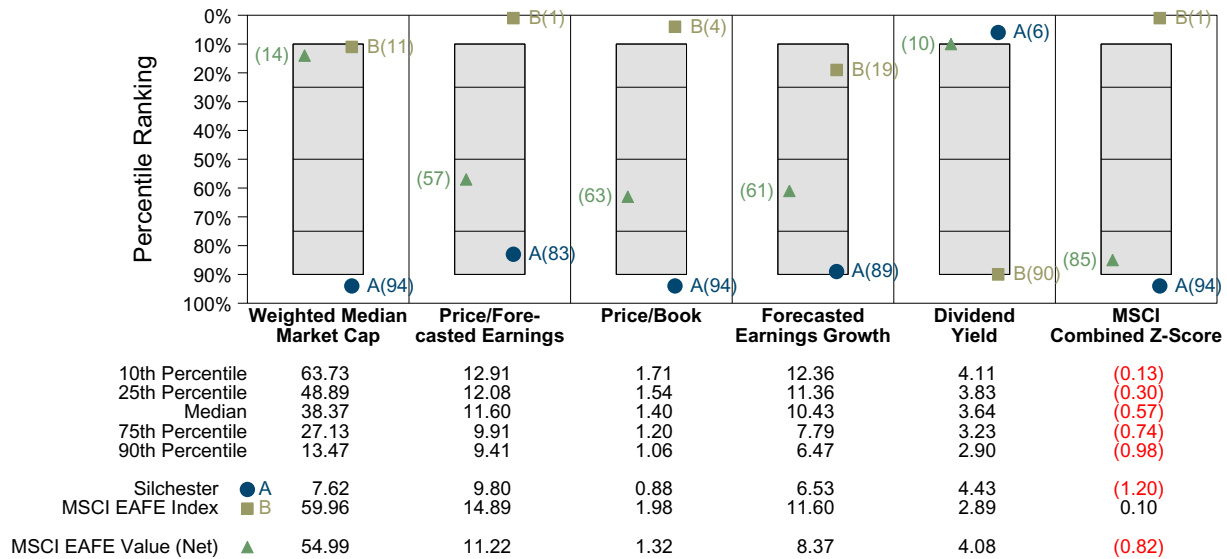 Percentile Ranking
0%
10%
20%
30%
40%
50%
60%
70%
80%
90%
100%
(14)
B(11)
A(94)
B(1)
(57)
A(83)
B(4)
(63)
A(94)
B(19)
(61)
A(89)
(10)
A(6)
B(90)
B(1)
(85)
A(94)
Weighted Median Market Cap
Price/Fore- casted Earnings
Price/Book
Forecasted Earnings Growth
Dividend Yield
MSCI Combined Z-Score
10th Percentile 63.73 12.91 1.71 12.36 4.11 (0.13)
25th Percentile 48.89 12.08 1.54 11.36 3.83 (0.30)
Median 38.37 11.60 1.40 10.43 3.64 (0.57)
75th Percentile 27.13 9.91 1.20 7.79 3.23 (0.74)
90th Percentile 13.47 9.41 1.06 6.47 2.90 (0.98)
Silchester A 7.62 9.80 0.88 6.53 4.43 (1.20)
MSCI EAFE Index B 59.96 14.89 1.98 11.60 2.89 0.10
MSCI EAFE Value (Net) 54.99 11.22 1.32 8.37 4.08 (0.82)